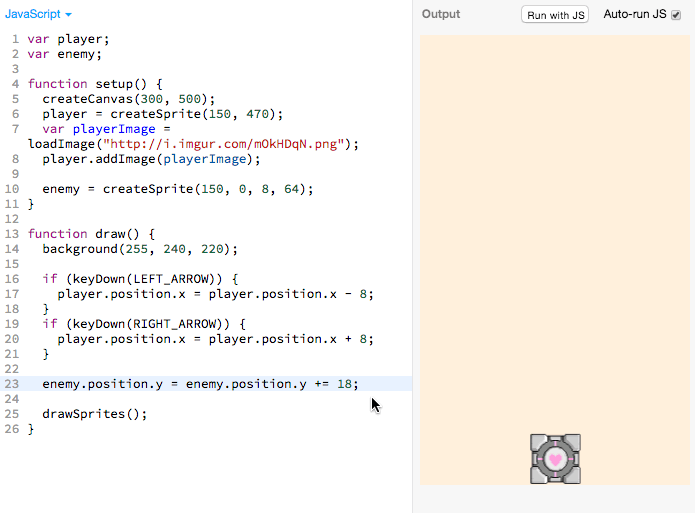 JavaScript
Output
Run with JS
Auto-run JS
1 var player;
2 var enemy;
3
4 function setup() {
5 createCanvas(300, 500);
6 player = createSprite(150, 470);
7 var playerImage =
loadImage("http://i.imgur.com/mOkHDqN.png");
8 player.addImage(playerImage);
9
10 enemy = createSprite(150, 0, 8, 64);
11 }
12
13 function draw() {
14 background(255, 240, 220);
15
16 if (keyDown(LEFT_ARROW)) {
17 player.position.x = player.position.x - 8;
18 }
19 if (keyDown(RIGHT_ARROW)) {
20 player.position.x = player.position.x + 8;
21 }
22
23 enemy.position.y = enemy.position.y += 18;
24
25 drawSprites();
26 }